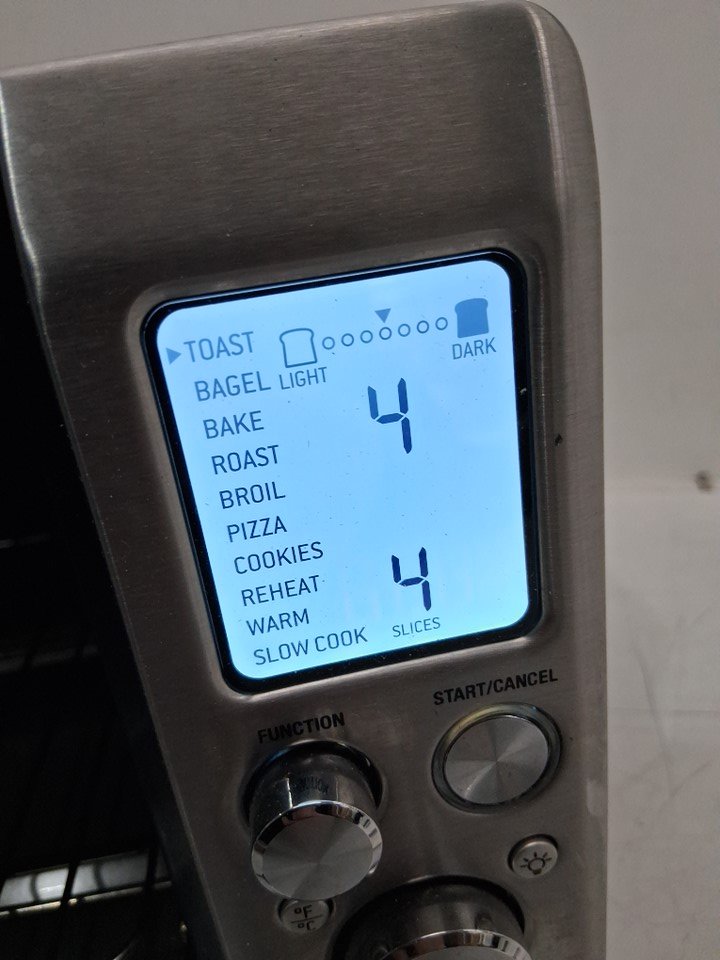 TOAST
LIGHT
DARK
BAGEL
BAKE
4
ROAST
BROIL
PIZZA
COOKIES
REHEAT
4
WARM
SLICES
SLOW COOK
START/CANCEL
FUNCTION
°F
°C